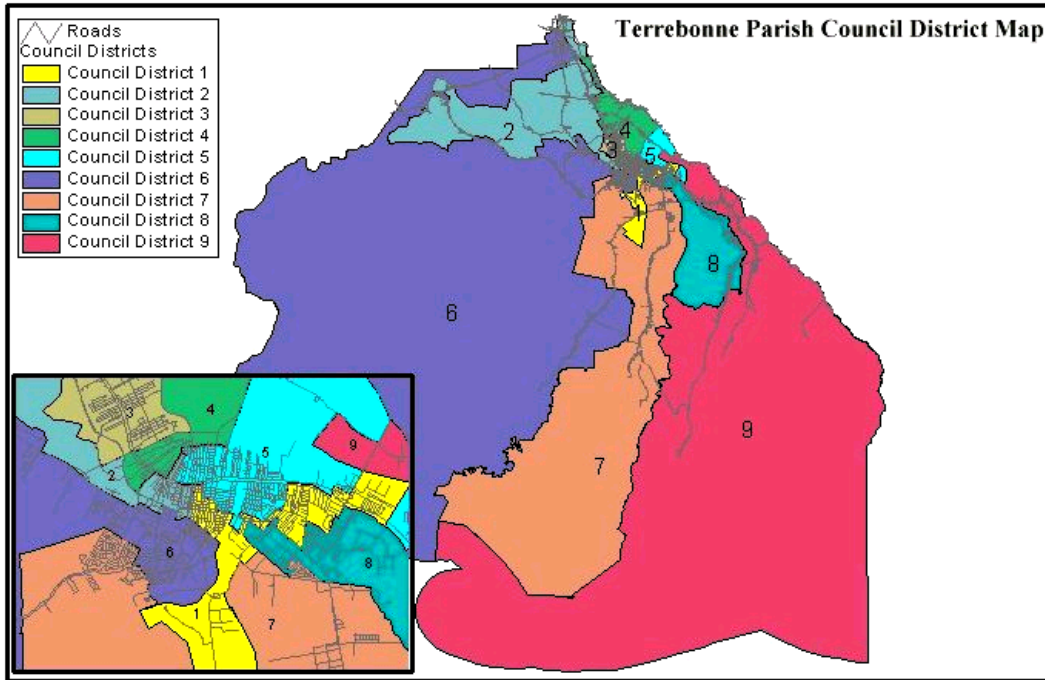 Terrebonne Parish Council District Map
Roads
Council Districts
Council District 1
Council District 2
Council District 3
Council District 4
Council District 5
Council District 6
Council District 7
Council District 8
Council District 9
2
4
3
5
8
6
7
9
3
4
5
9
2
6
8
1
7